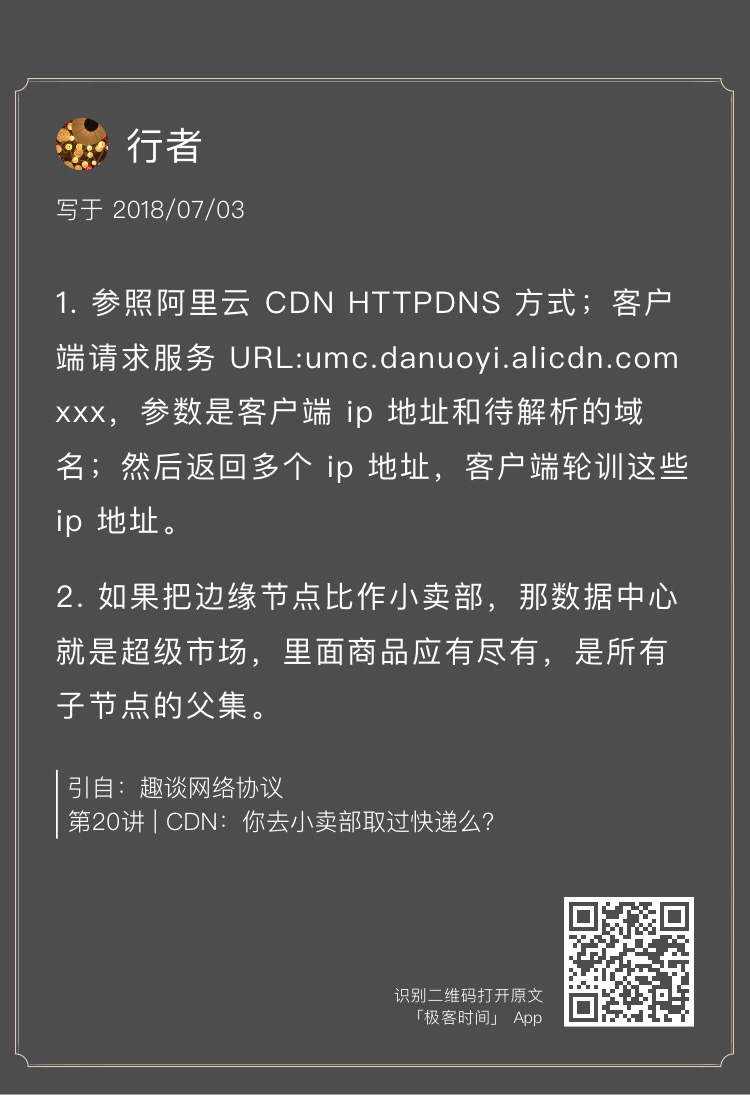 行者
写于 2018/07/03
1. 参照阿里云 CDN HTTPDNS 方式；客户
端请求服务 URL:umc.danuoyi.alicdn.com
xxx，参数是客户端 ip 地址和待解析的域
名；然后返回多个 ip 地址，客户端轮训这些
ip 地址。
2. 如果把边缘节点比作小卖部，那数据中心
就是超级市场，里面商品应有尽有，是所有
子节点的父集。
引自：趣谈网络协议
第20讲 | CDN：你去小卖部取过快递么？
识别二维码打开原文
「极客时间」 App